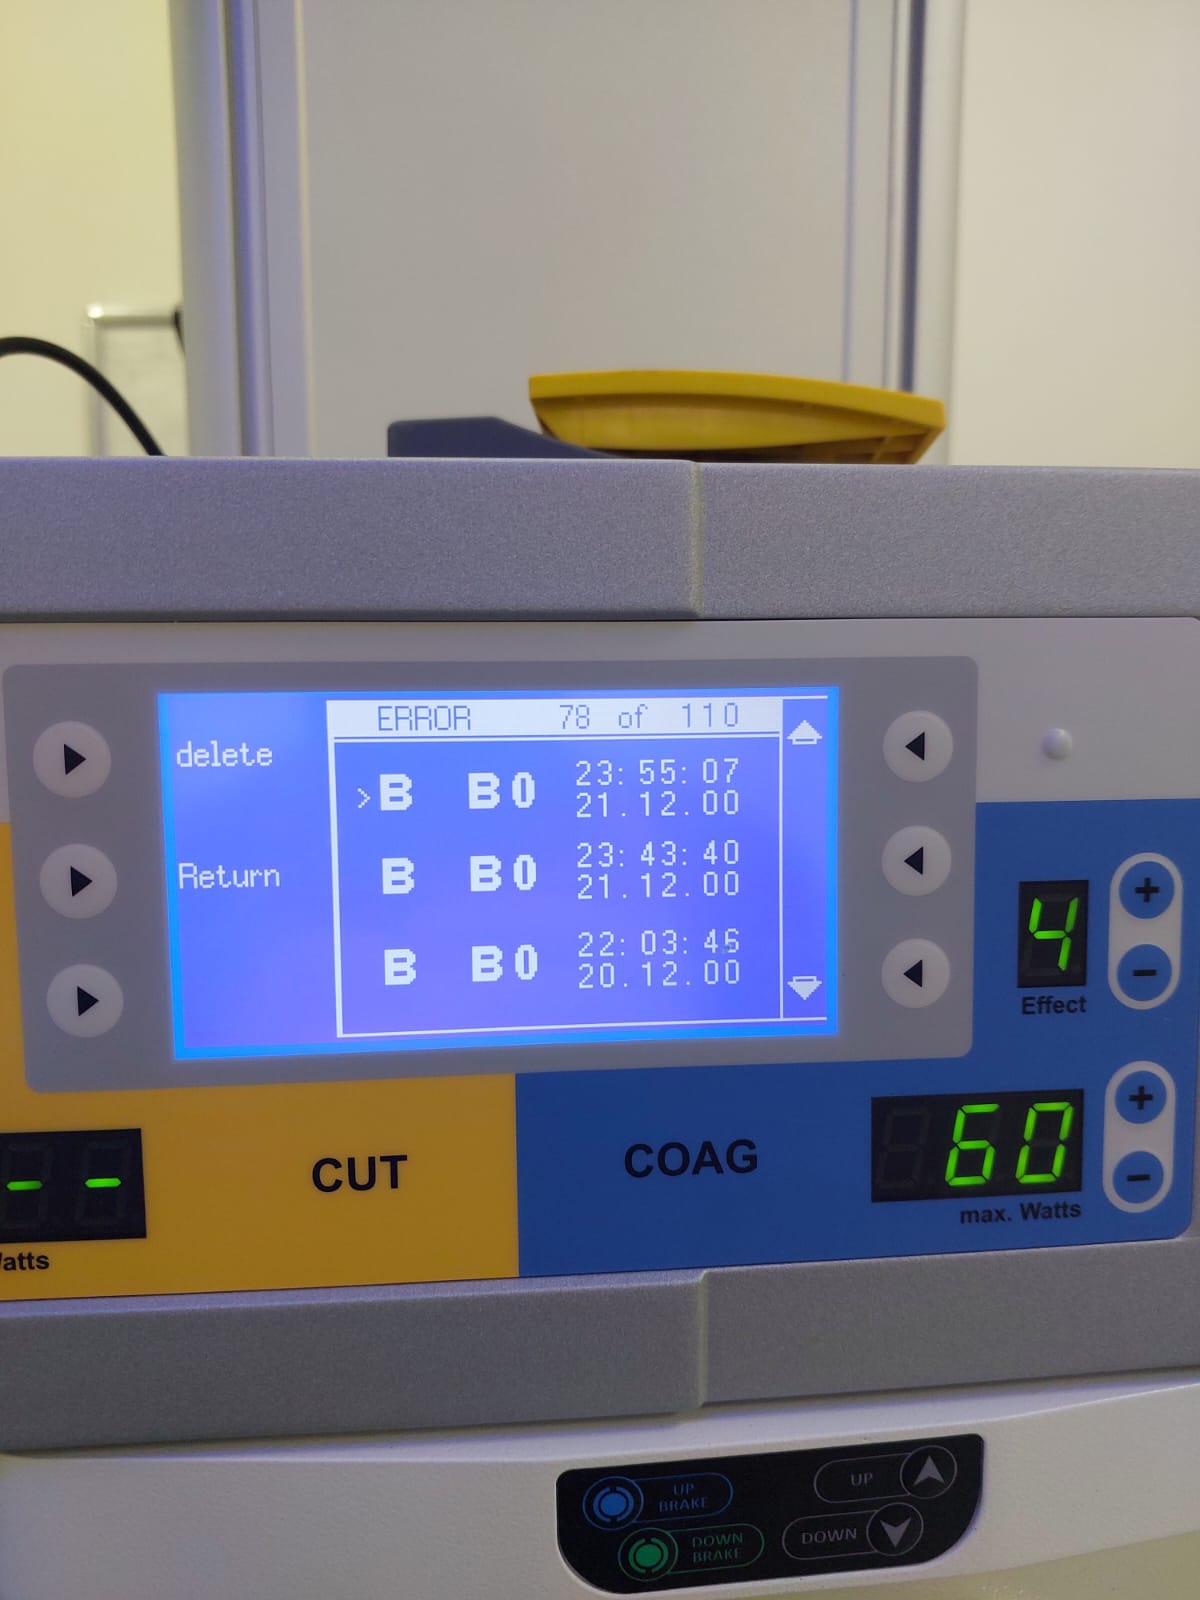 ERROR 78 of 110
delete
>B B0 23:55:07
21.12.00
Return
B B0 23:43:40
21.12.00
B B0 22:03:46
20.12.00
4
Effect
CUT
COAG
60
max. Watts
- -
UP
BRAKE
UP
DOWN
BRAKE
DOWN